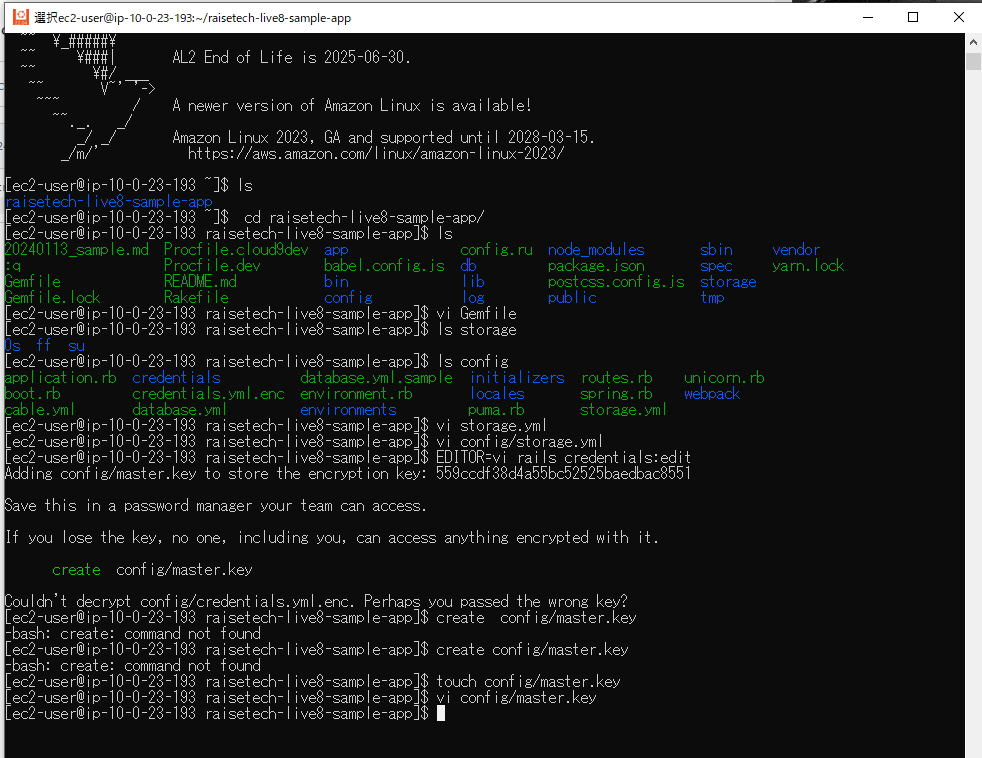 選択ec2-user@ip-10-0-23-193:~/raisetech-live8-sample-app
~~  ¥_#####¥
~~     ¥###|       AL2 End of Life is 2025-06-30.
~~       ¥#/ ___
~~       V~' '->
~~~         /    A newer version of Amazon Linux is available!
~~._.   _/
_/ _/       Amazon Linux 2023, GA and supported until 2028-03-15.
_/m/'           https://aws.amazon.com/linux/amazon-linux-2023/
[ec2-user@ip-10-0-23-193 ~]$ ls
raisetech-live8-sample-app
[ec2-user@ip-10-0-23-193 ~]$  cd raisetech-live8-sample-app/
[ec2-user@ip-10-0-23-193 raisetech-live8-sample-app]$ ls
20240113_sample.md  Procfile.cloud9dev  app              config.ru  node_modules       sbin     vendor
:q                  Procfile.dev        babel.config.js  db         package.json       spec     yarn.lock
Gemfile             README.md           bin              lib        postcss.config.js  storage
Gemfile.lock        Rakefile            config           log        public             tmp
[ec2-user@ip-10-0-23-193 raisetech-live8-sample-app]$ vi Gemfile
[ec2-user@ip-10-0-23-193 raisetech-live8-sample-app]$ ls storage
0s  ff  su
[ec2-user@ip-10-0-23-193 raisetech-live8-sample-app]$ ls config
application.rb  credentials          database.yml.sample  initializers  routes.rb    unicorn.rb
boot.rb         credentials.yml.enc  environment.rb       locales       spring.rb    webpack
cable.yml       database.yml         environments         puma.rb       storage.yml
[ec2-user@ip-10-0-23-193 raisetech-live8-sample-app]$ vi storage.yml
[ec2-user@ip-10-0-23-193 raisetech-live8-sample-app]$ vi config/storage.yml
[ec2-user@ip-10-0-23-193 raisetech-live8-sample-app]$ EDITOR=vi rails credentials:edit
Adding config/master.key to store the encryption key: 559ccdf38d4a55bc52525baedbac8551
Save this in a password manager your team can access.
If you lose the key, no one, including you, can access anything encrypted with it.
create  config/master.key
Couldn't decrypt config/credentials.yml.enc. Perhaps you passed the wrong key?
[ec2-user@ip-10-0-23-193 raisetech-live8-sample-app]$ create  config/master.key
-bash: create: command not found
[ec2-user@ip-10-0-23-193 raisetech-live8-sample-app]$ create config/master.key
-bash: create: command not found
[ec2-user@ip-10-0-23-193 raisetech-live8-sample-app]$ touch config/master.key
[ec2-user@ip-10-0-23-193 raisetech-live8-sample-app]$ vi config/master.key
[ec2-user@ip-10-0-23-193 raisetech-live8-sample-app]$